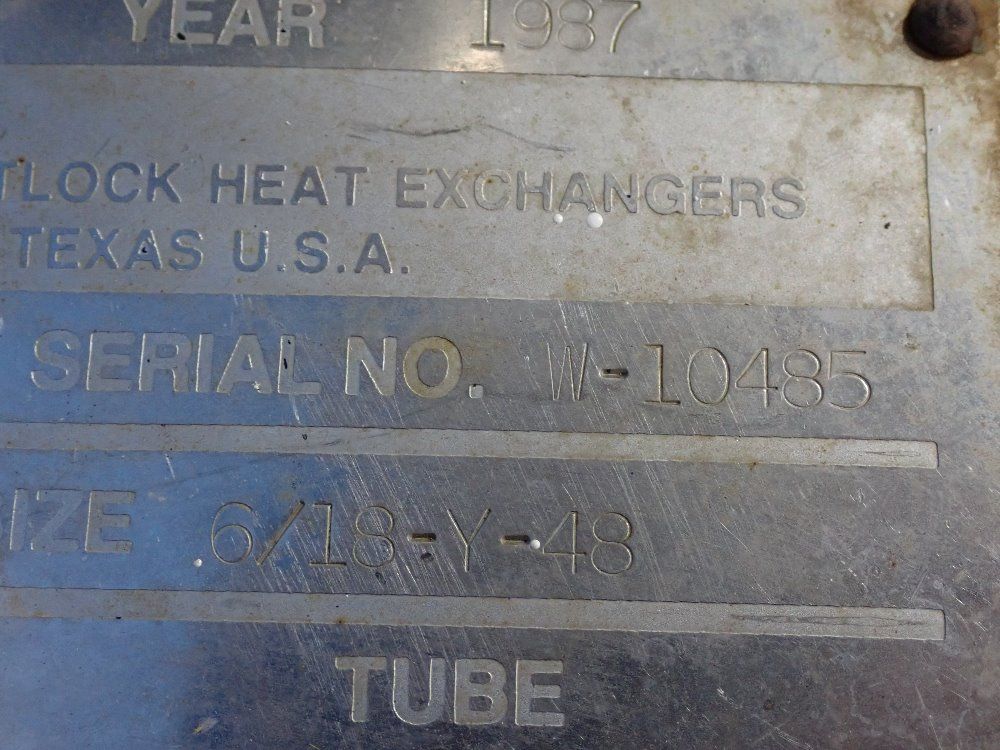 YEAR 1987
TLOCK HEAT EXCHANGERS
TEXAS U.S.A.
SERIAL NO. W-10485
IZE 6/18-Y-48
TUBE